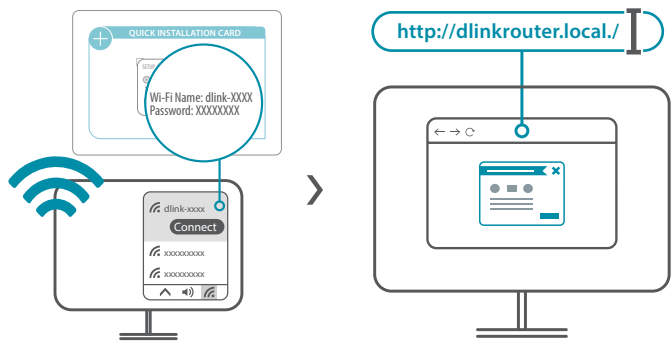 QUICK INSTALLATION CARD
Wi-Fi Name: dlink-XXXX
Password: XXXXXXXX
dlink-xxxx
Connect
xxxxxxxxx
xxxxxxxxx
http://dlinkrouter.local./